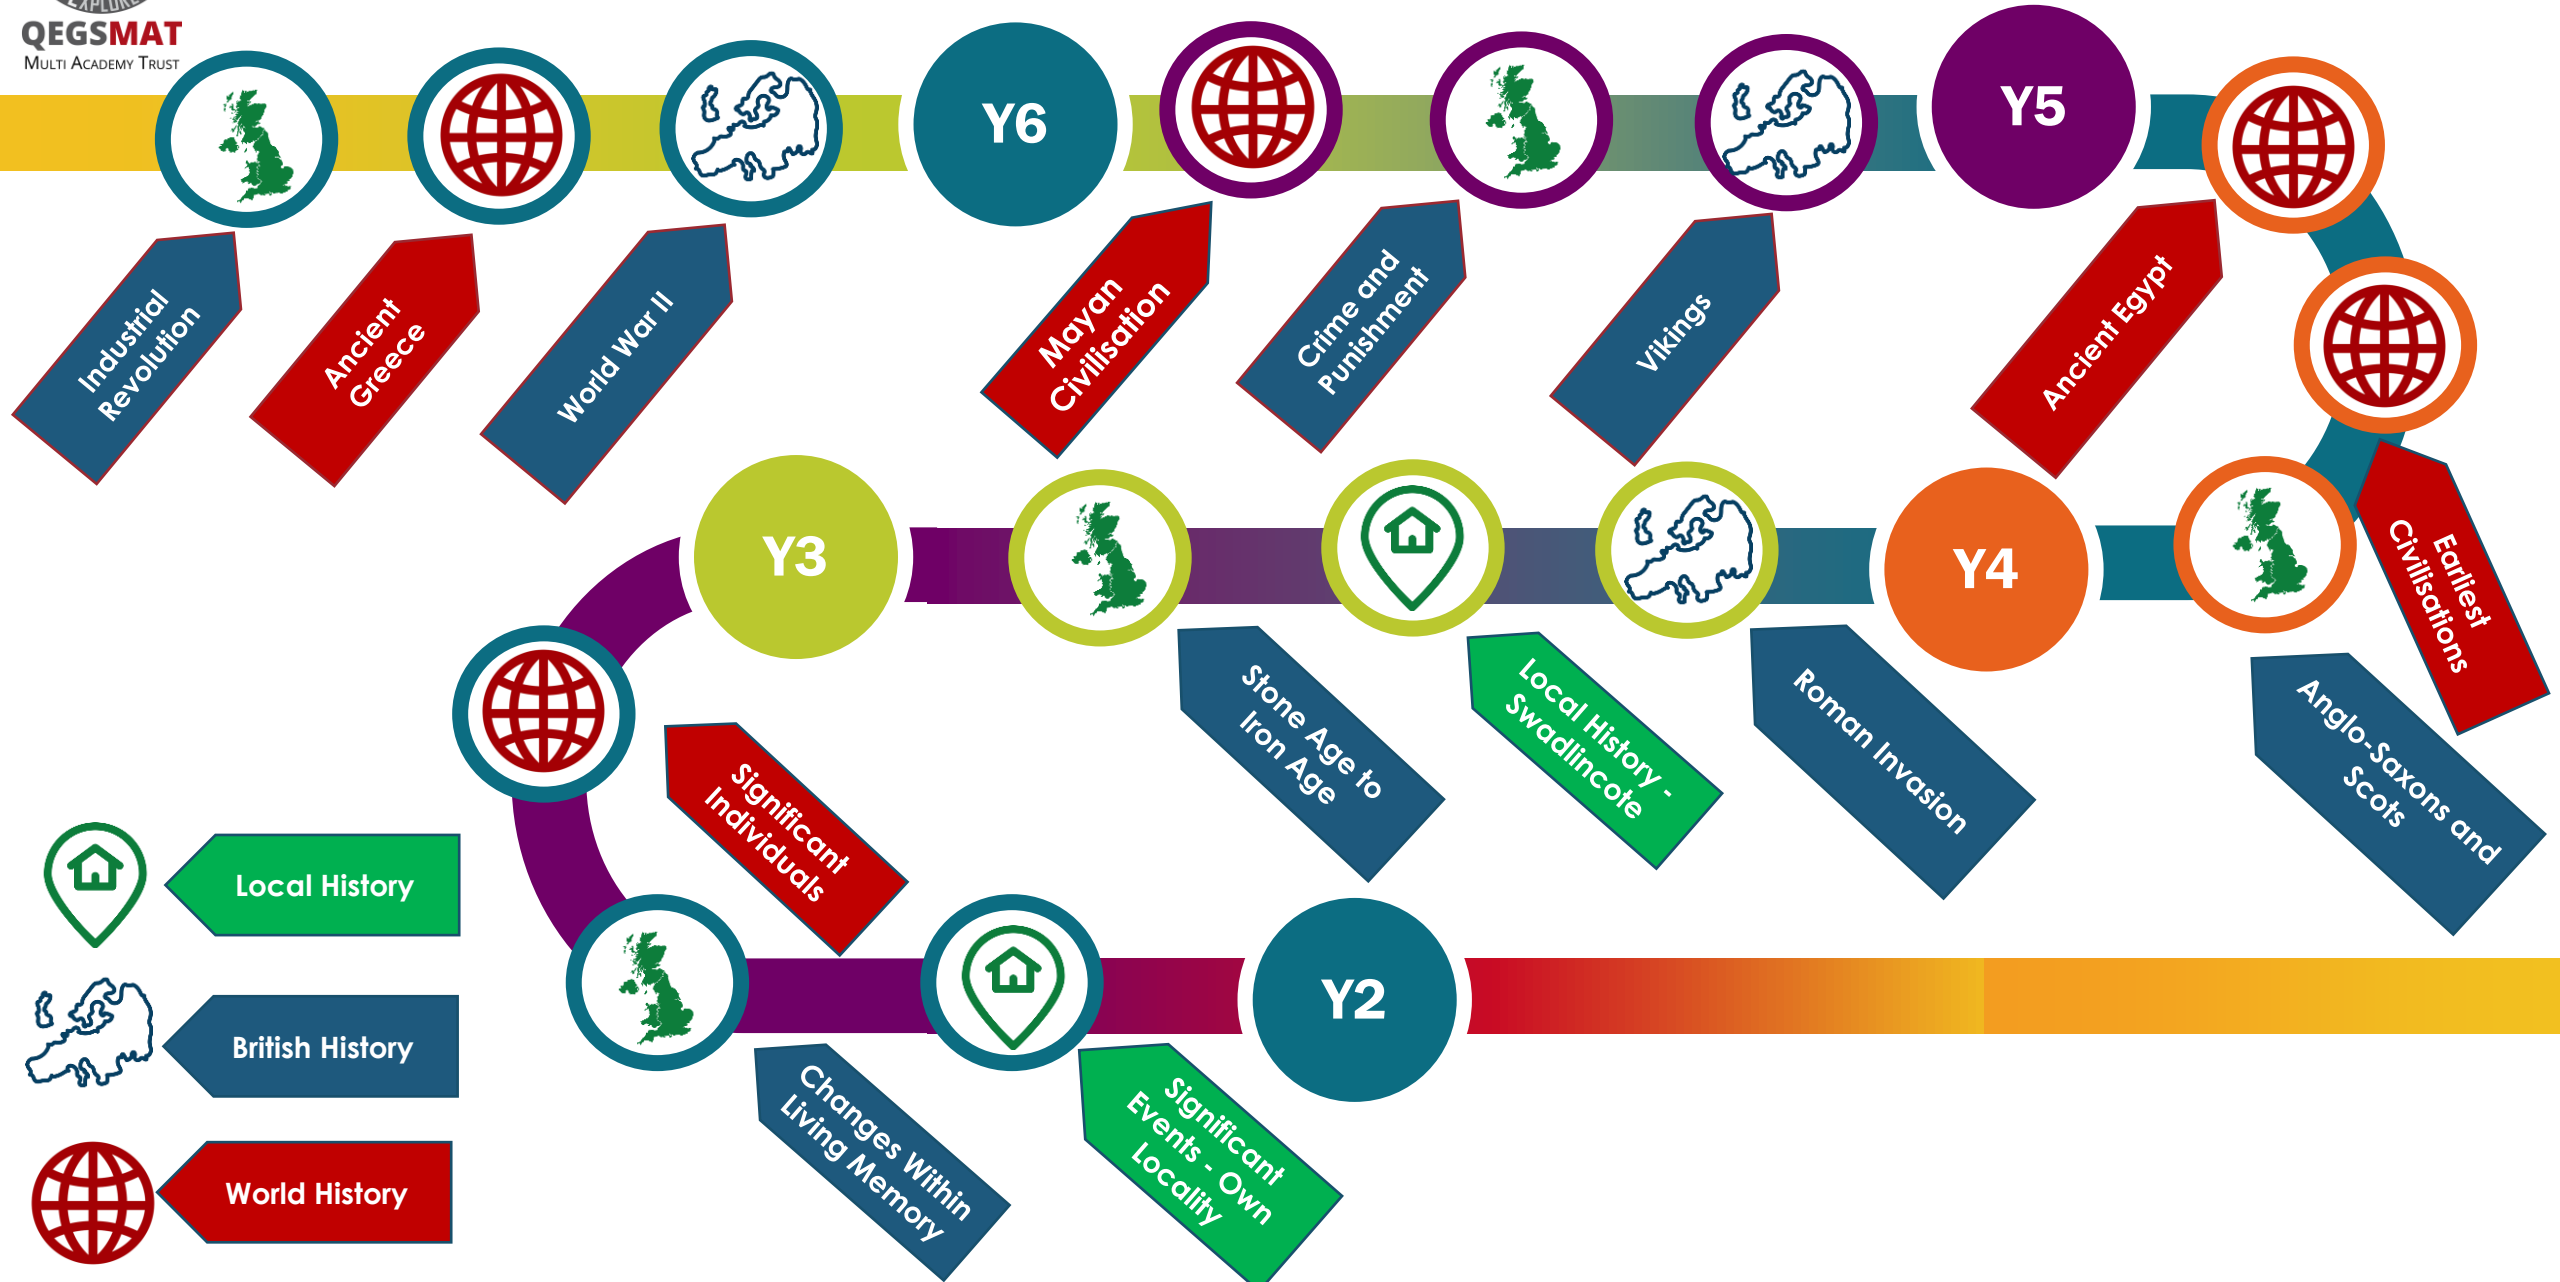 EXPLORE
QEGSMAT
MULTI ACADEMY TRUST
Y6
Y5
Industrial
Revolution
Ancient
Greece
World War II
Mayan
Civilisation
Crime and
Punishment
Vikings
Ancient Egypt
Y3
Y4
Earliest
Civilisations
Stone Age to
Iron Age
Local History -
Swadlincote
Roman Invasion
Anglo-Saxons and
Scots
Significant
Individuals
Local History
British History
World History
Y2
Changes Within
Living Memory
Significant
Events - Own
Locality